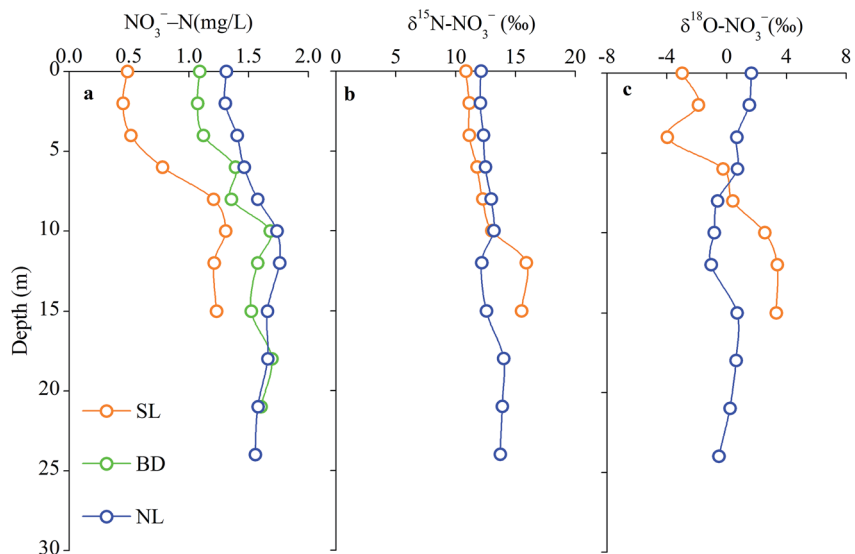 NO₃⁻–N(mg/L)
0.0 0.5 1.0 1.5 2.0
δ¹⁵N-NO₃⁻ (‰)
0 5 10 15 20
δ¹⁸O-NO₃⁻(‰)
-8 -4 0 4 8
a
b
c
0
5
10
15
20
25
30
Depth (m)
SL
BD
NL